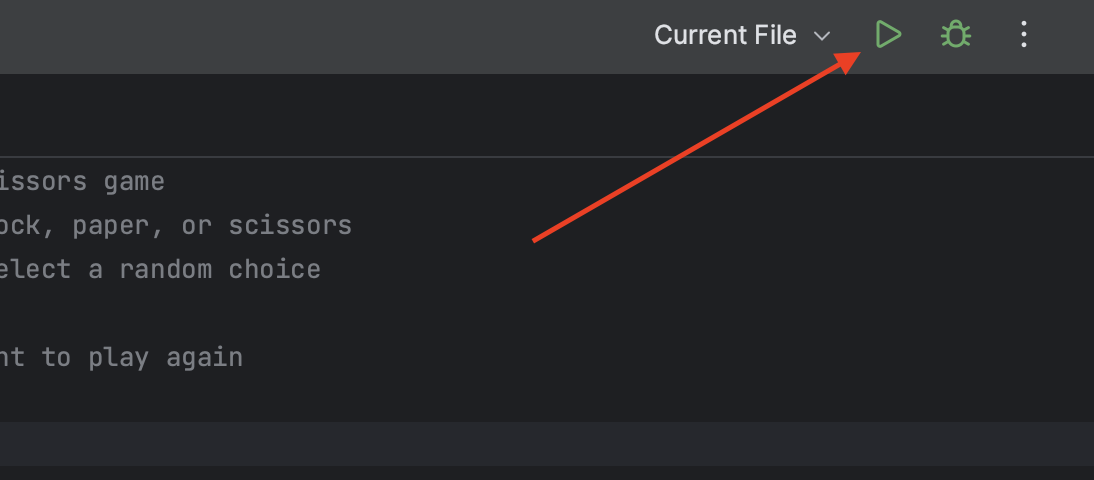 Current File
issors game
ock, paper, or scissors
elect a random choice
nt to play again